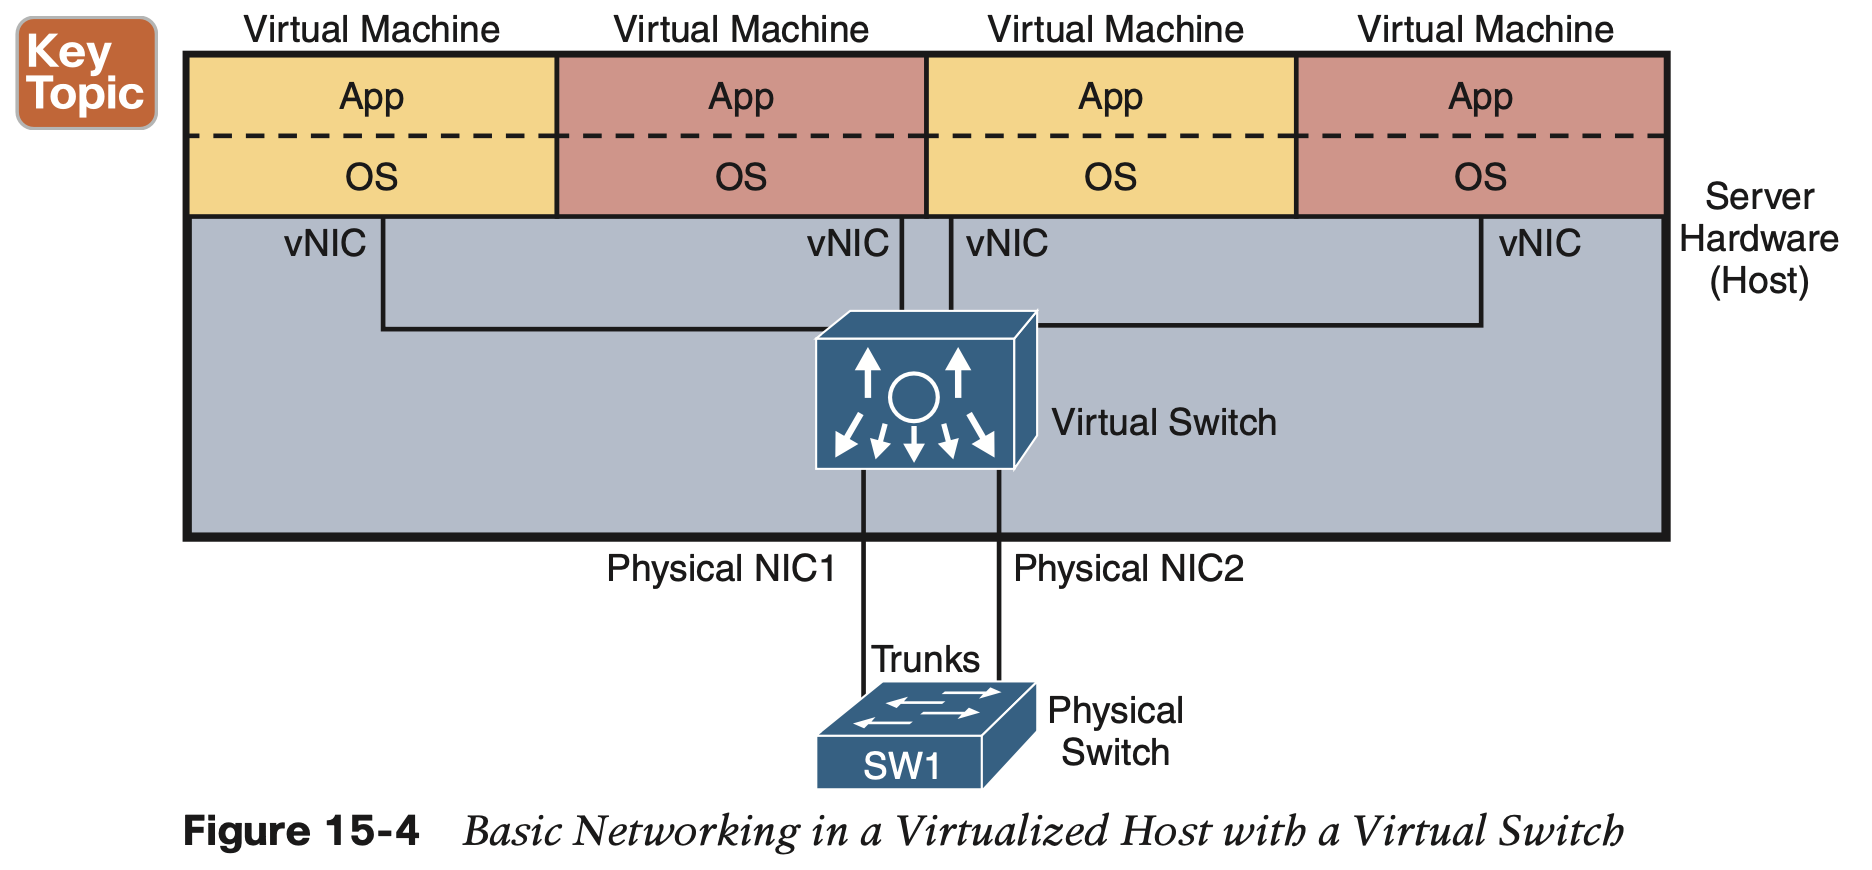 Key
Topic
Virtual Machine Virtual Machine Virtual Machine Virtual Machine
App App App App
OS OS OS OS
Server
Hardware
(Host)
vNIC vNIC vNIC vNIC
Virtual Switch
Physical NIC1 Physical NIC2
Trunks
Physical
Switch
SW1
Figure 15-4 Basic Networking in a Virtualized Host with a Virtual Switch